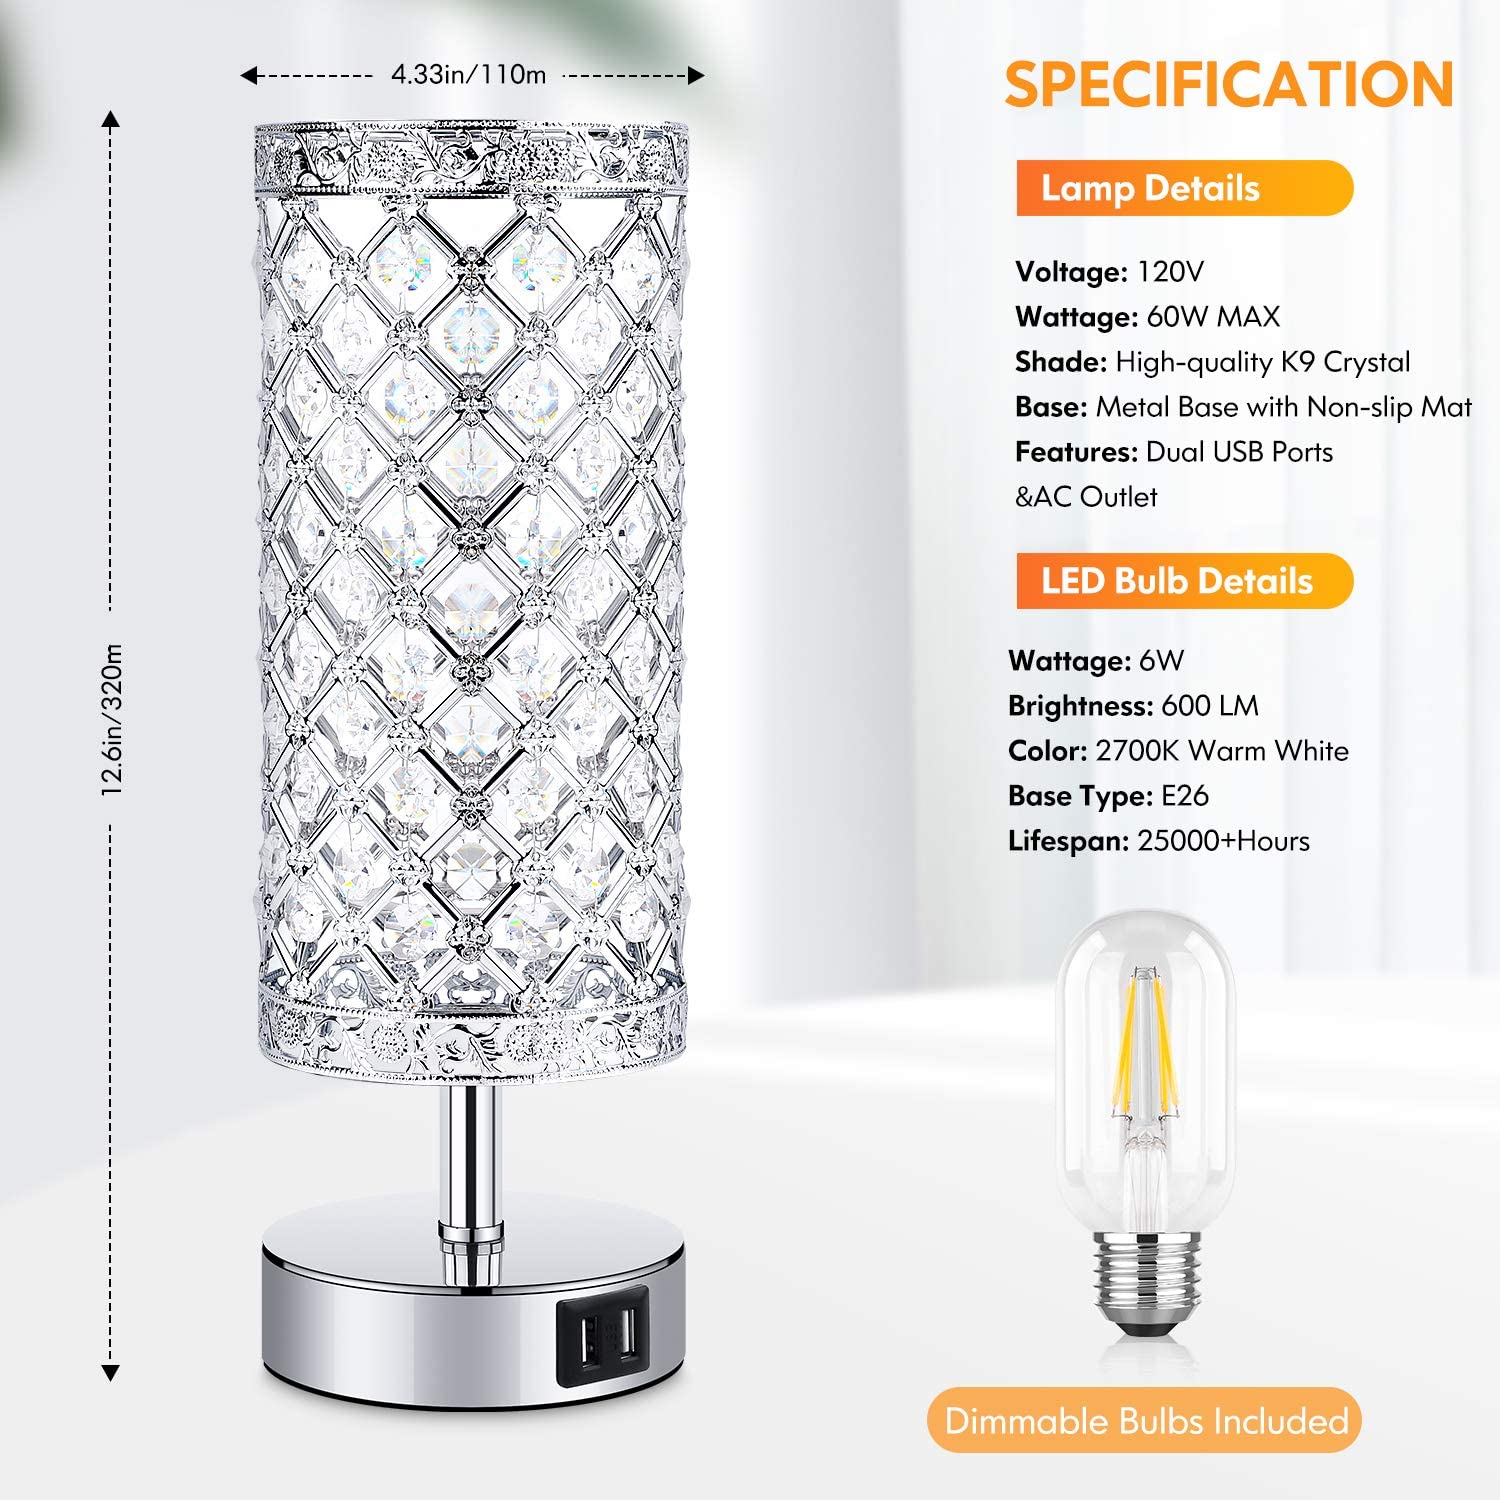 4.33in/110m
12.6in/320m
SPECIFICATION
Lamp Details
Voltage: 120V
Wattage: 60W MAX
Shade: High-quality K9 Crystal
Base: Metal Base with Non-slip Mat
Features: Dual USB Ports
&AC Outlet
LED Bulb Details
Wattage: 6W
Brightness: 600 LM
Color: 2700K Warm White
Base Type: E26
Lifespan: 25000+Hours
Dimmable Bulbs Included